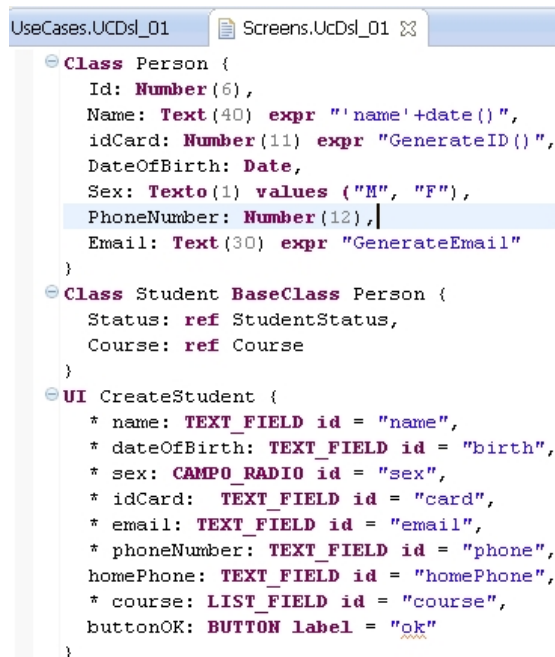 UseCases.UCDsl_01 Screens.UcDsl_01
Class Person {
Id: Number(6),
Name: Text(40) expr "'name'+date()",
idCard: Number(11) expr "GenerateID()",
DateOfBirth: Date,
Sex: Texto(1) values ("M", "F"),
PhoneNumber: Number(12),
Email: Text(30) expr "GenerateEmail"
}
Class Student BaseClass Person {
Status: ref StudentStatus,
Course: ref Course
}
UI CreateStudent {
* name: TEXT_FIELD id = "name",
* dateOfBirth: TEXT_FIELD id = "birth",
* sex: CAMPO_RADIO id = "sex",
* idCard:  TEXT_FIELD id = "card",
* email: TEXT_FIELD id = "email",
* phoneNumber: TEXT_FIELD id = "phone",
homePhone: TEXT_FIELD id = "homePhone",
* course: LIST_FIELD id = "course",
buttonOK: BUTTON label = "ok"
}